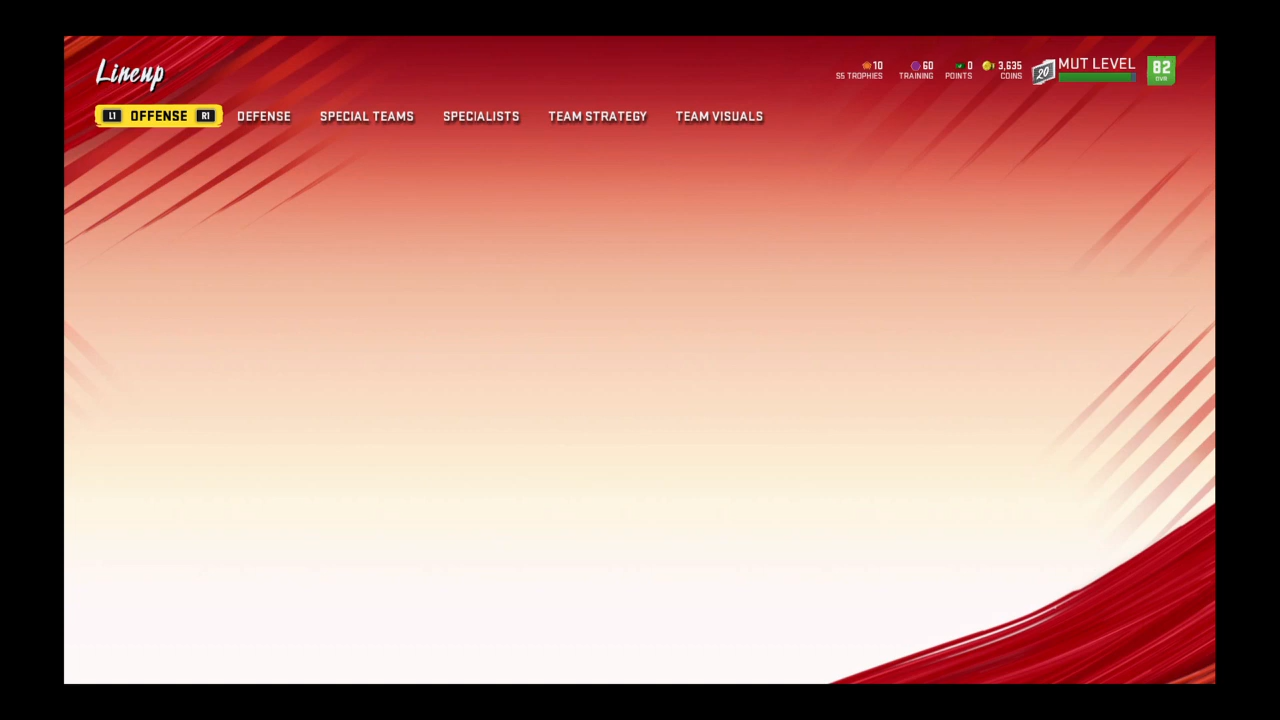 Lineup
10 S5 TROPHIES
60 TRAINING
0 POINTS
3,635 COINS
20 MUT LEVEL
82 OVR
L1 OFFENSE R1 DEFENSE SPECIAL TEAMS SPECIALISTS TEAM STRATEGY TEAM VISUALS